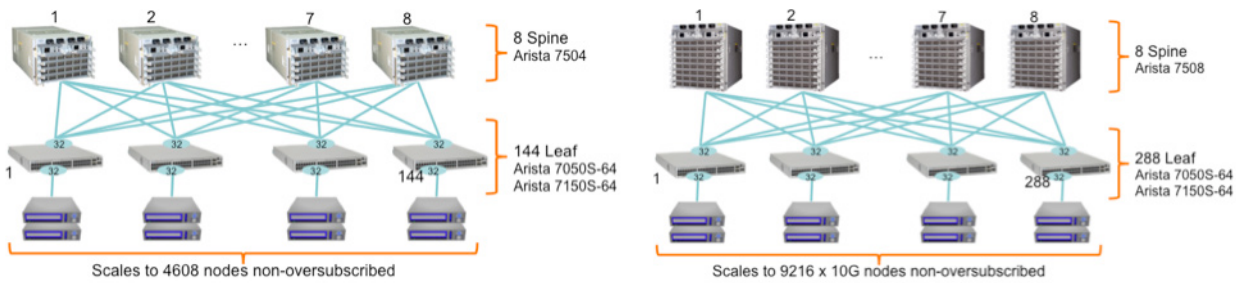 1
2
...
7
8
8 Spine
Arista 7504
32
32
32
32
144 Leaf
Arista 7050S-64
Arista 7150S-64
1
32
32
32
144
32
Scales to 4608 nodes non-oversubscribed
1
2
...
7
8
8 Spine
Arista 7508
32
32
32
32
288 Leaf
Arista 7050S-64
Arista 7150S-64
1
32
32
32
288
32
Scales to 9216 x 10G nodes non-oversubscribed